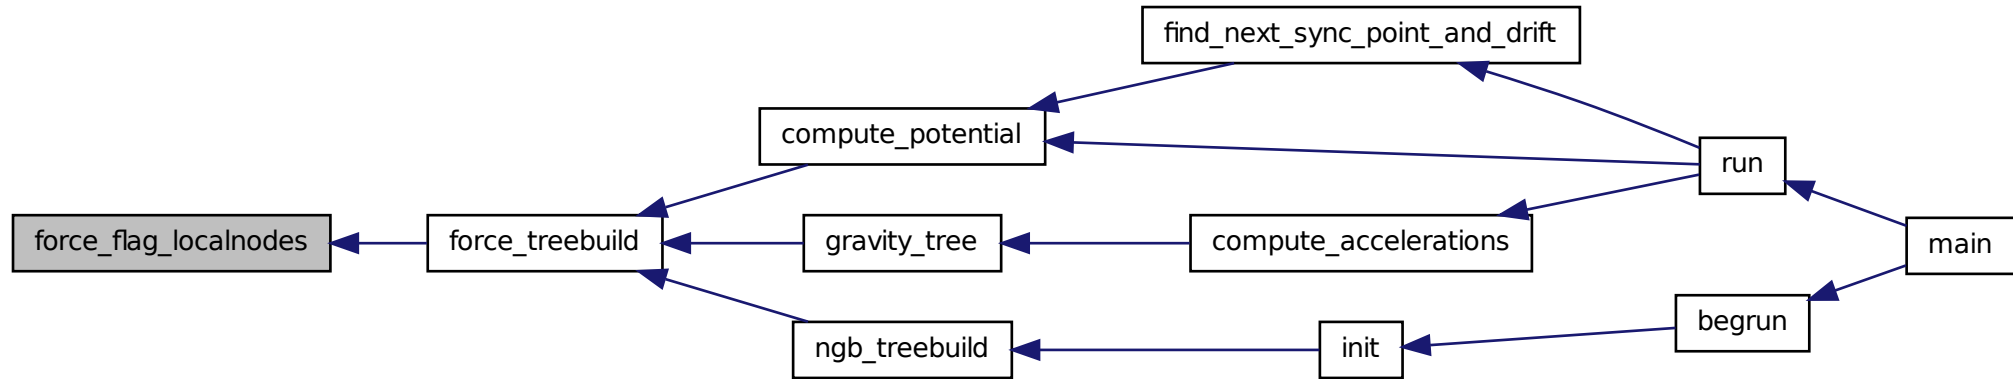 find_next_sync_point_and_drift
compute_potential
run
force_flag_localnodes
force_treebuild
gravity_tree
compute_accelerations
main
begrun
ngb_treebuild
init